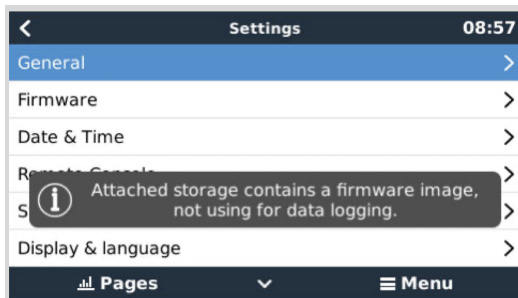 Settings
08:57
General
Firmware
Date & Time
Attached storage contains a firmware image,
not using for data logging.
Display & language
Pages
Menu